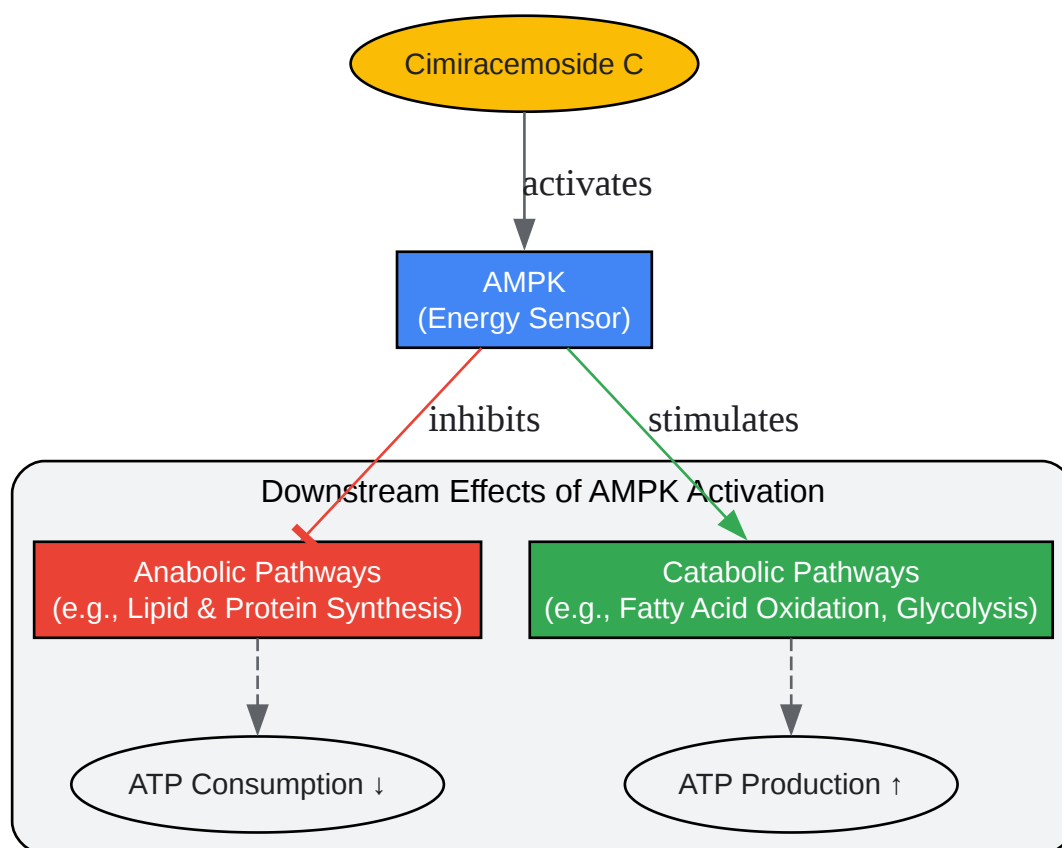 Cimiracemoside C
activates
AMPK
(Energy Sensor)
inhibits
stimulates
Downstream Effects of AMPK Activation
Anabolic Pathways
(e.g., Lipid & Protein Synthesis)
Catabolic Pathways
(e.g., Fatty Acid Oxidation, Glycolysis)
ATP Consumption ↓
ATP Production ↑